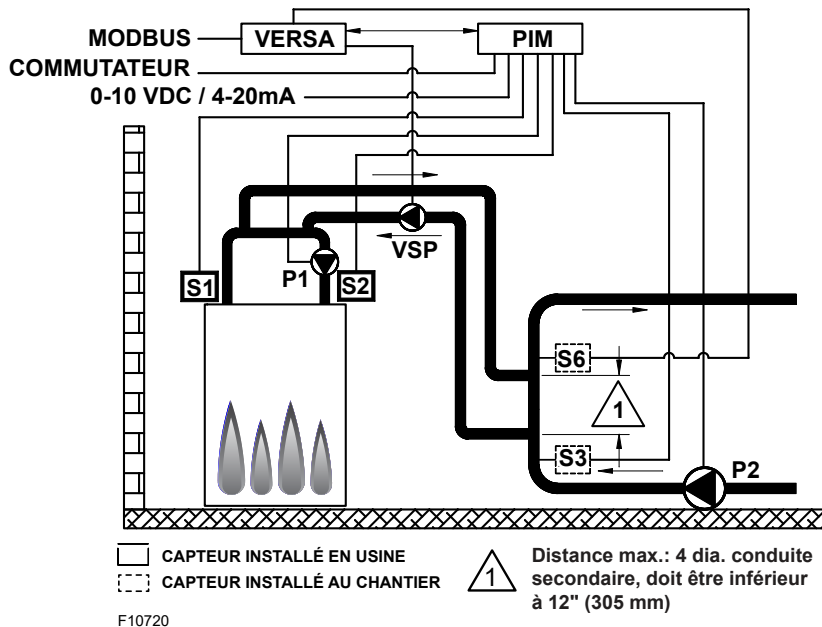 MODBUS VERSA PIM
COMMUTATEUR
0-10 VDC / 4-20mA
VSP
S1 P1 S2
S6
1
S3 P2
CAPTEUR INSTALLÉ EN USINE
CAPTEUR INSTALLÉ AU CHANTIER
1 Distance max.: 4 dia. conduite
secondaire, doit être inférieur
à 12" (305 mm)
F10720